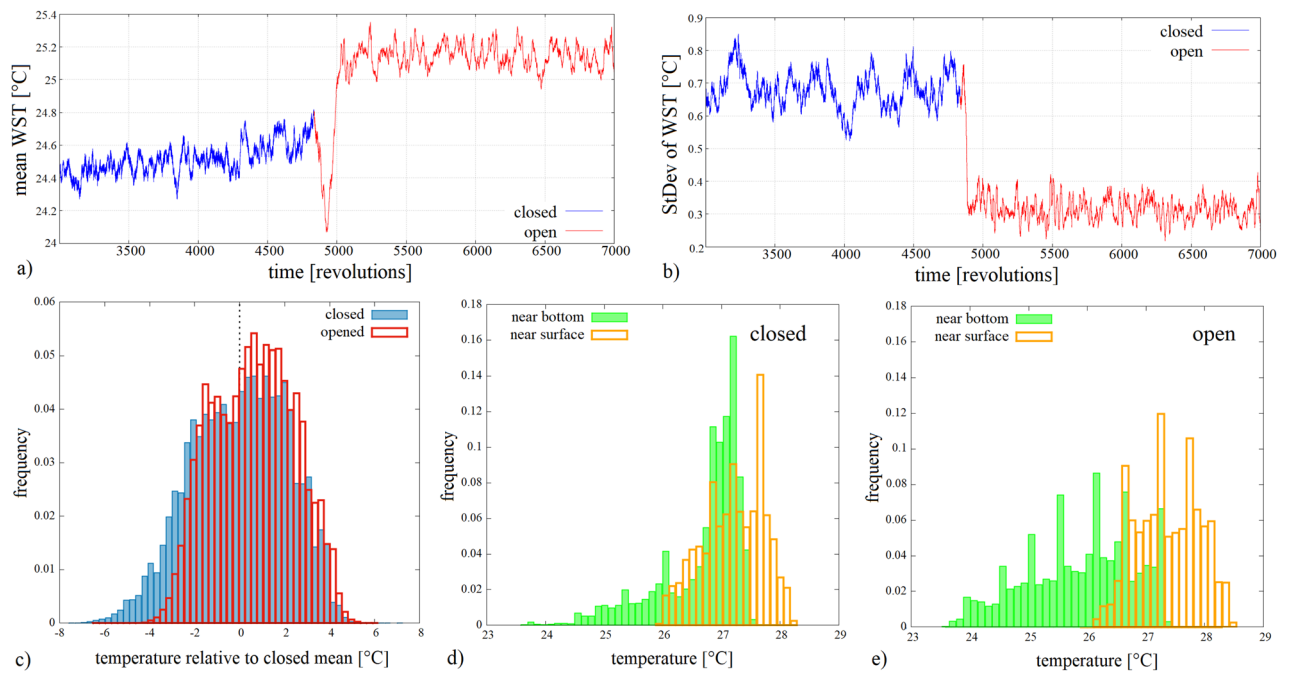 25.4
25.2
25
24.8
24.6
24.4
24.2
24
mean WST [°C]
closed
open
3500 4000 4500 5000 5500 6000 6500 7000
time [revolutions]
a)
0.9
0.8
0.7
0.6
0.5
0.4
0.3
0.2
StDev of WST [°C]
closed
open
3500 4000 4500 5000 5500 6000 6500 7000
time [revolutions]
b)
0.06
0.05
0.04
0.03
0.02
0.01
0
frequency
closed
opened
-8 -6 -4 -2 0 2 4 6 8
temperature relative to closed mean [°C]
c)
0.18
0.16
0.14
0.12
0.1
0.08
0.06
0.04
0.02
0
frequency
near bottom
near surface
closed
23 24 25 26 27 28 29
temperature [°C]
d)
0.18
0.16
0.14
0.12
0.1
0.08
0.06
0.04
0.02
0
frequency
near bottom
near surface
open
23 24 25 26 27 28 29
temperature [°C]
e)